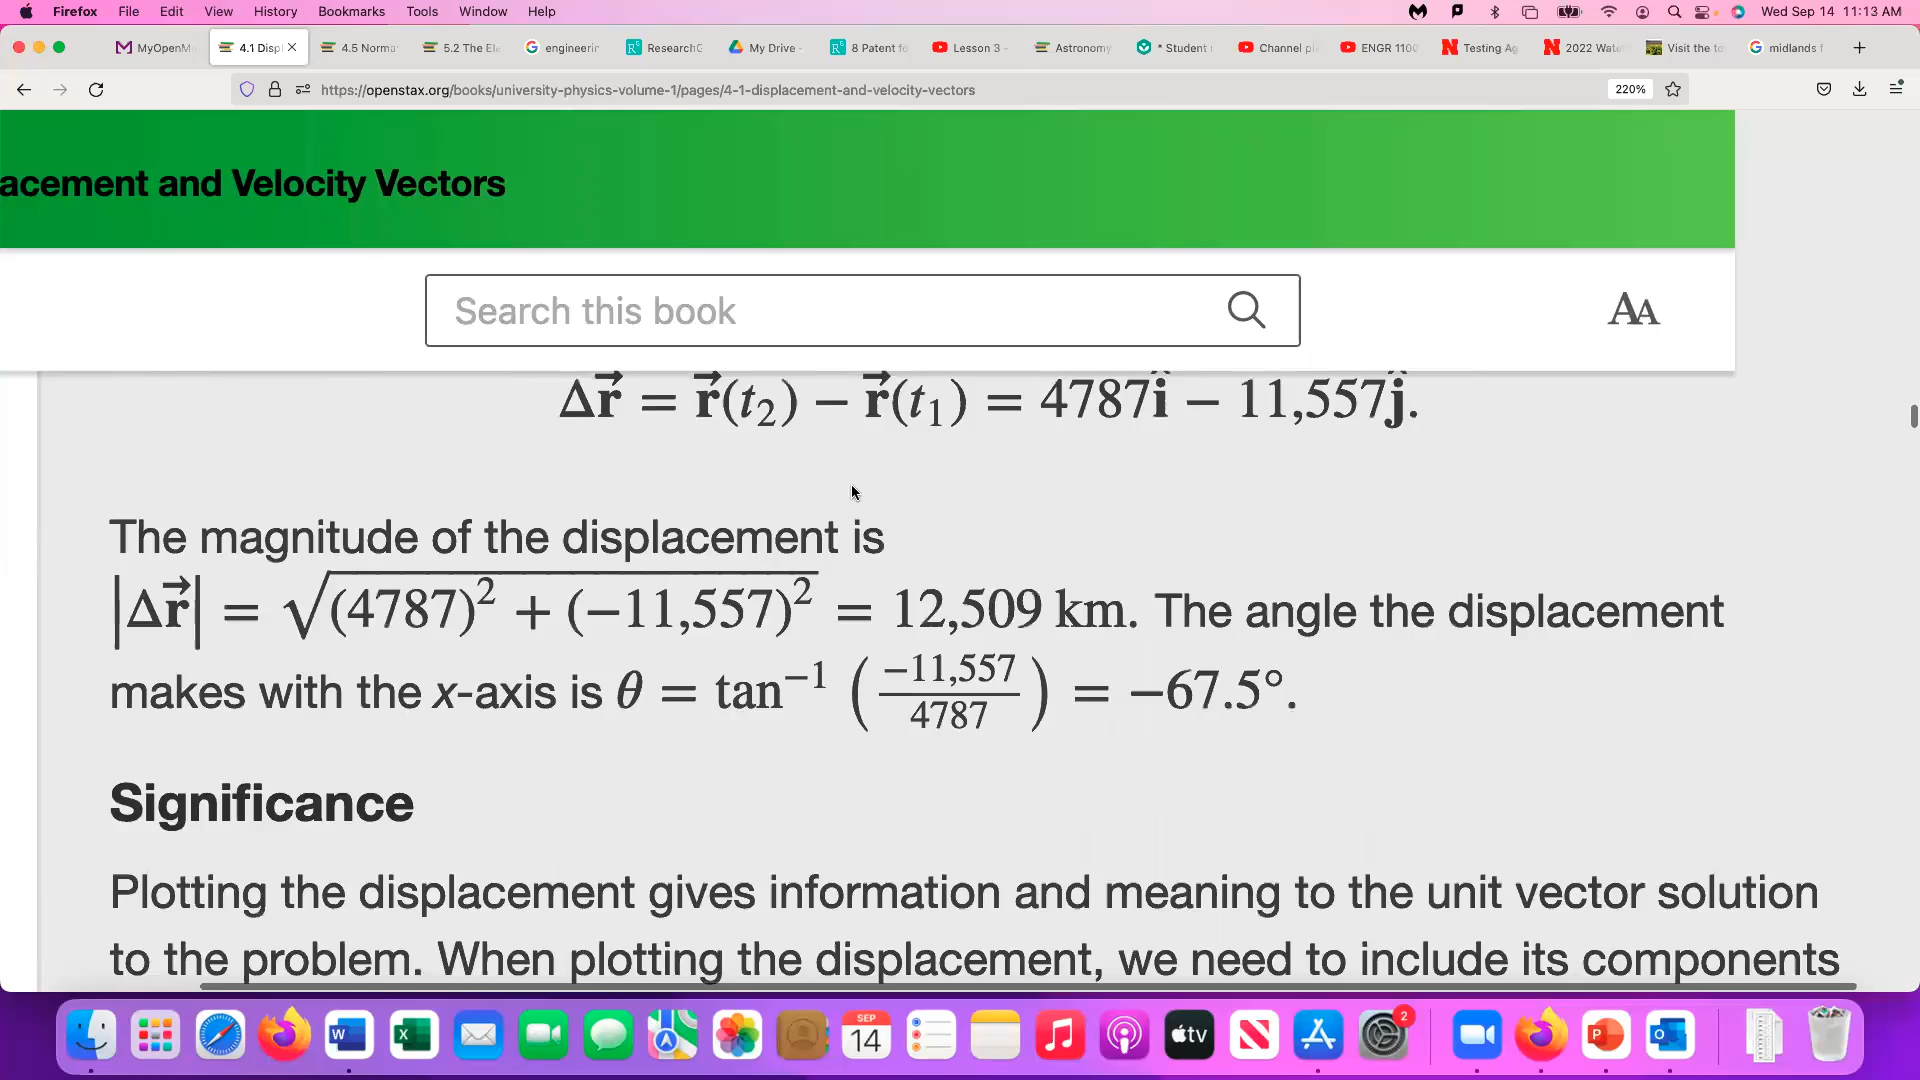 Firefox File Edit View History Bookmarks Tools Window Help Wed Sep 14 11:13 AM
MyOpenM 4.1 Displ 4.5 Norma 5.2 The Ele engineerin ResearchG My Drive - 8 Patent fo Lesson 3 - Astronomy * Student Channel pl ENGR 1100 Testing Ag 2022 Wate Visit the to midlands f
https://openstax.org/books/university-physics-volume-1/pages/4-1-displacement-and-velocity-vectors 220%
acement and Velocity Vectors
Search this book AA
Δr⃗ = r⃗(t₂) − r⃗(t₁) = 4787î − 11,557ĵ.
The magnitude of the displacement is
|Δr⃗| = √(4787)² + (−11,557)² = 12,509 km. The angle the displacement
makes with the x-axis is θ = tan⁻¹ (−11,557/4787) = −67.5°.
Significance
Plotting the displacement gives information and meaning to the unit vector solution
to the problem. When plotting the displacement, we need to include its components
SEP 2
14 tv